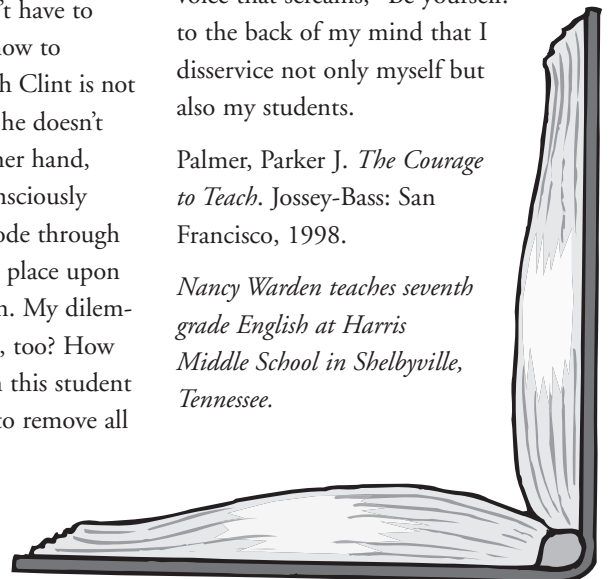 ’t have to
how to
h Clint is not
he doesn’t
her hand,
nsciously
ode through
place upon
n. My dilem-
, too? How
this student
to remove all
voice that screams, “Be yourself.”
to the back of my mind that I
disservice not only myself but
also my students.
Palmer, Parker J. The Courage
to Teach. Jossey-Bass: San
Francisco, 1998.
Nancy Warden teaches seventh
grade English at Harris
Middle School in Shelbyville,
Tennessee.